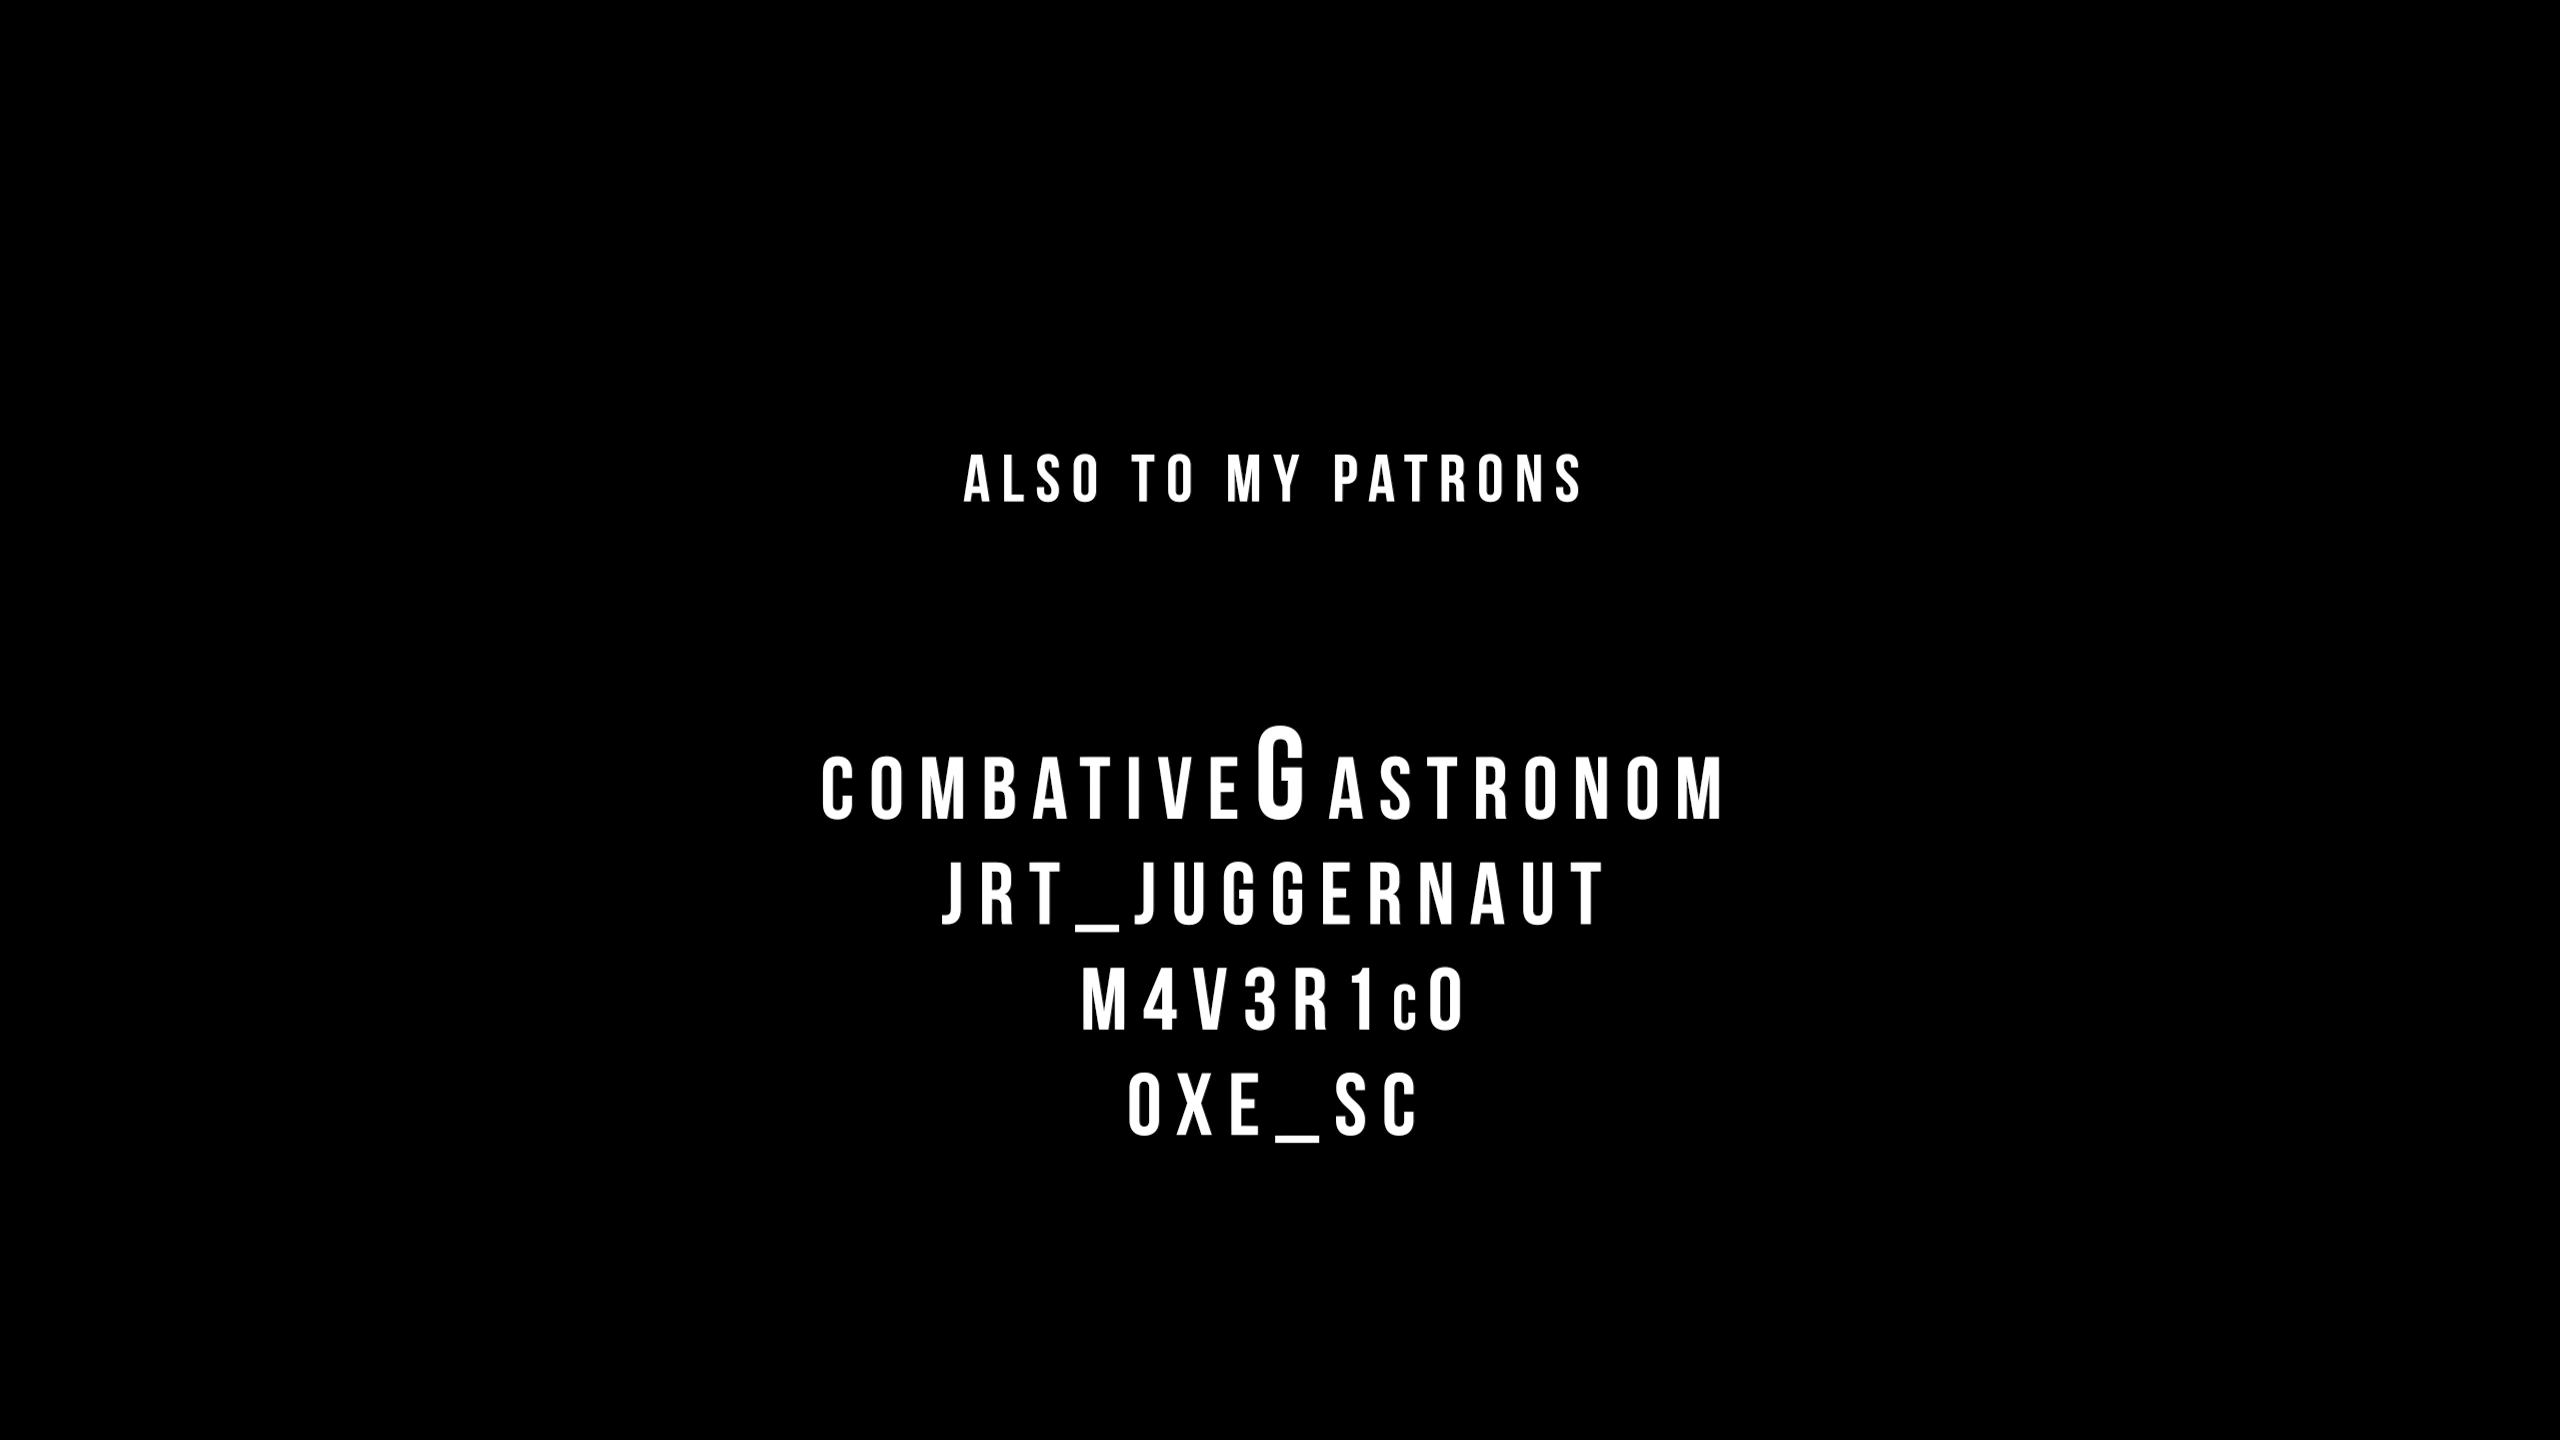 ALSO TO MY PATRONS
COMBATIVEGASTRONOM
JRT_JUGGERNAUT
M4V3R1cO
OXE_SC